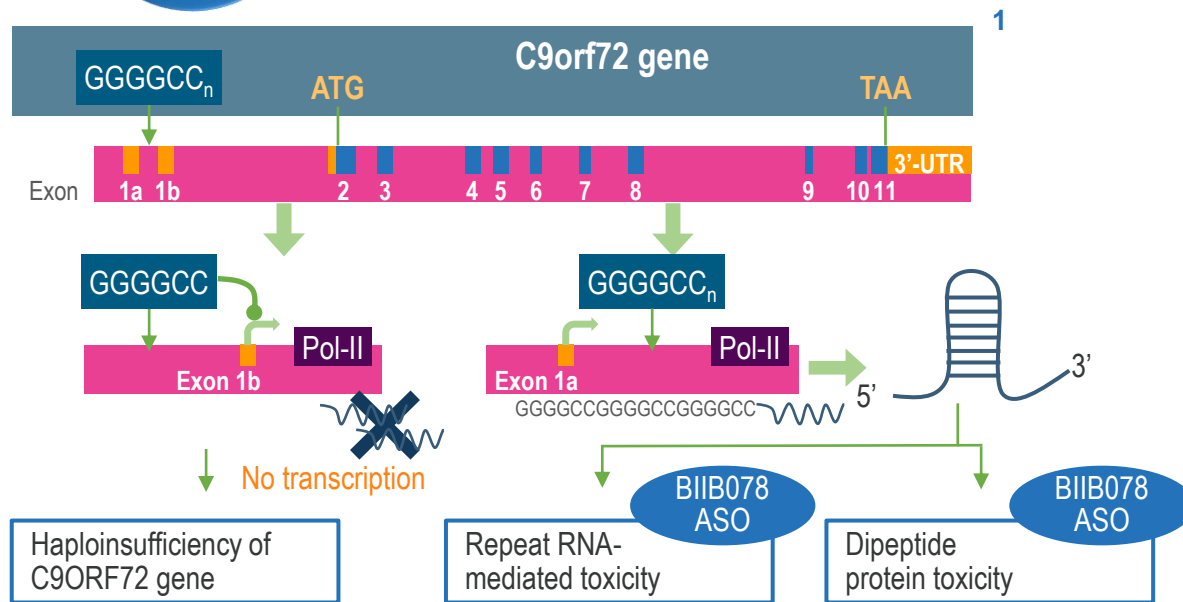 1
C9orf72 gene
GGGGCCn
ATG
TAA
3’-UTR
Exon
1a 1b 2 3 4 5 6 7 8 9 10 11
GGGGCC
GGGGCCn
Pol-II
Pol-II
Exon 1b
Exon 1a
GGGGCCGGGGCCGGGGCC
5’
3’
No transcription
BIIB078
ASO
BIIB078
ASO
Haploinsufficiency of
C9ORF72 gene
Repeat RNA-
mediated toxicity
Dipeptide
protein toxicity